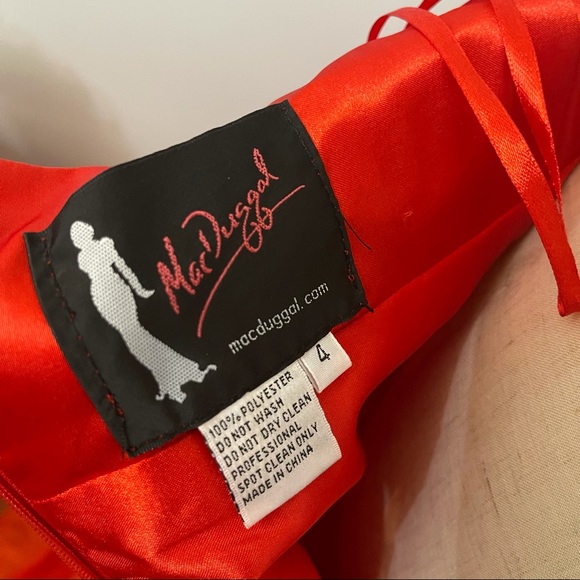 MacDuggal
macduggal.com
4
100% POLYESTER
DO NOT WASH
DO NOT DRY CLEAN
PROFESSIONAL
SPOT CLEAN ONLY
MADE IN CHINA